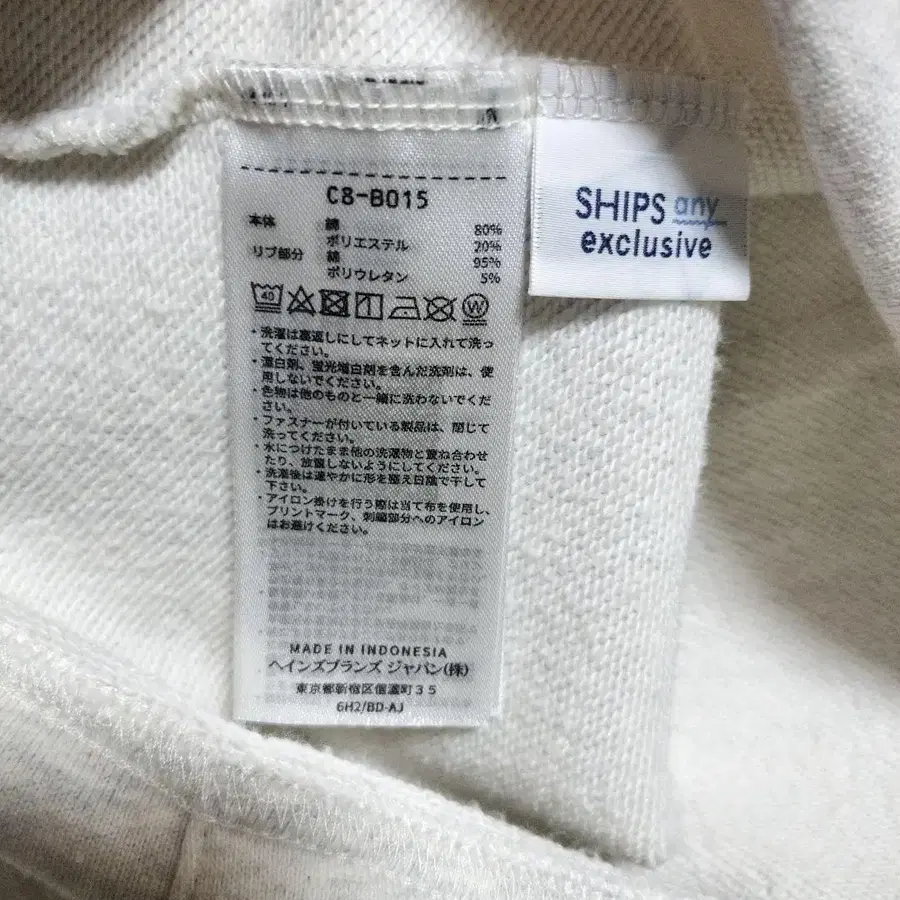 C8-B015
本体 綿 80%
ポリエステル 20%
リブ部分 綿 95%
ポリウレタン 5%
40
W
・洗濯は裏返しにしてネットに入れて洗っ
てください。
・漂白剤、蛍光増白剤を含んだ洗剤は、使
用しないでください。
・色物は他のものと一緒に洗わないでくだ
さい。
・ファスナーが付いている製品は、閉じて
洗ってください。
・水につけたまま他の洗濯物と重ね合わせ
たり、放置しないようにしてください。
・洗濯後は速やかに形を整え日陰で干して
下さい。
・アイロン掛けを行う際は当て布を使用し、
プリントマーク、刺繍部分へのアイロン
はお避けください。
MADE IN INDONESIA
ヘインズブランズ ジャパン(株)
東京都新宿区信濃町35
6H2/BD-AJ
SHIPS any
exclusive